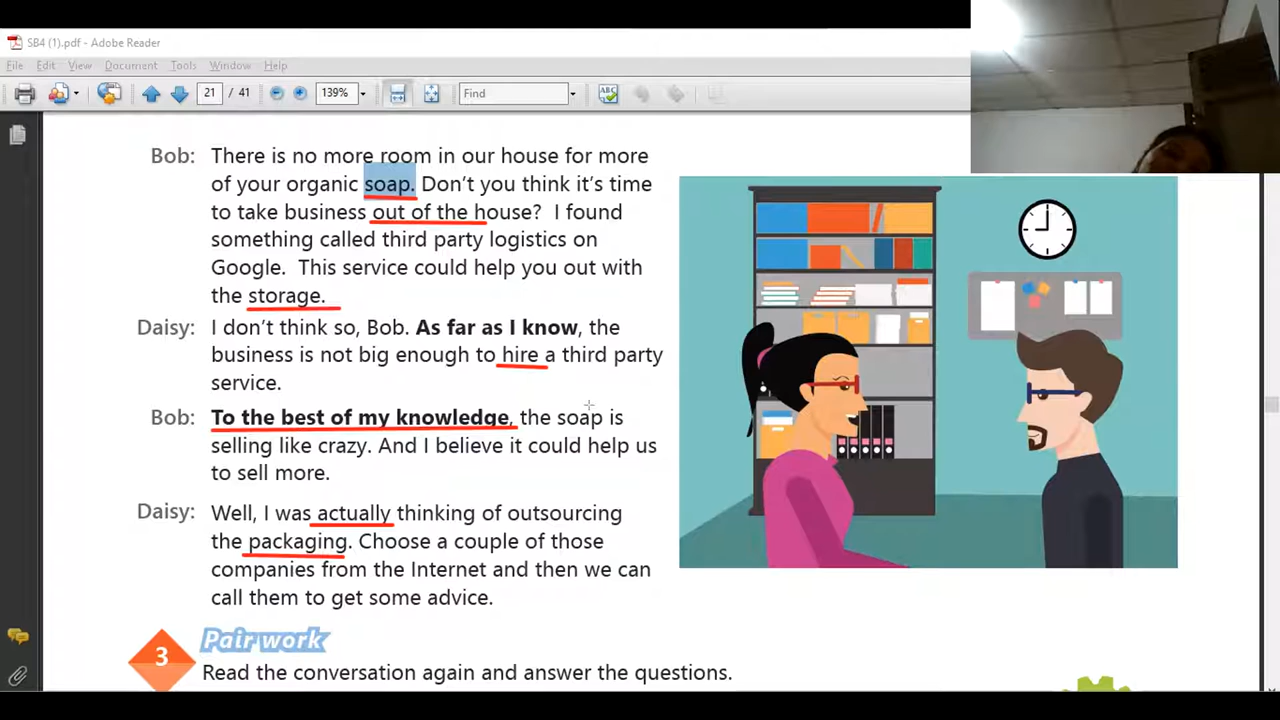 SB4 (1).pdf - Adobe Reader
File Edit View Document Tools Window Help
21 / 41 139% Find
Bob: There is no more room in our house for more
of your organic soap. Don't you think it's time
to take business out of the house? I found
something called third party logistics on
Google. This service could help you out with
the storage.
Daisy: I don't think so, Bob. As far as I know, the
business is not big enough to hire a third party
service.
Bob: To the best of my knowledge, the soap is
selling like crazy. And I believe it could help us
to sell more.
Daisy: Well, I was actually thinking of outsourcing
the packaging. Choose a couple of those
companies from the Internet and then we can
call them to get some advice.
3 Pair work
Read the conversation again and answer the questions.